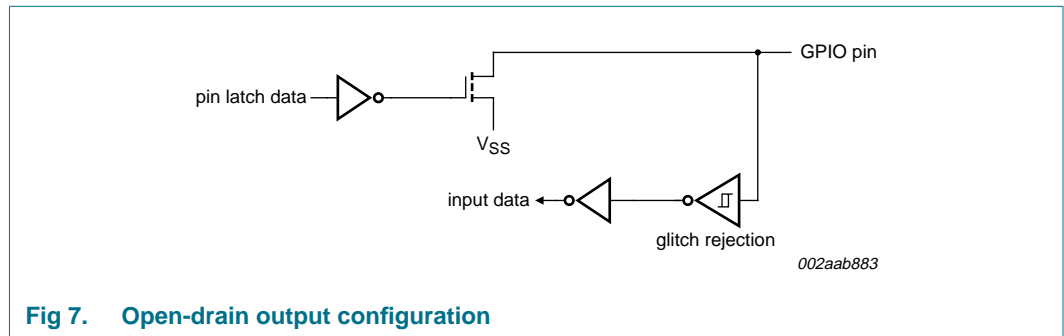 GPIO pin
pin latch data
VSS
input data
glitch rejection
002aab883
Fig 7. Open-drain output configuration